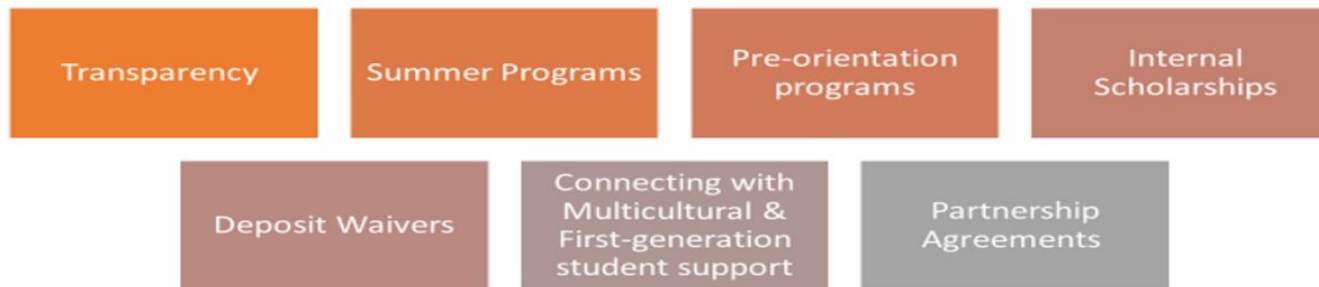 Transparency
Summer Programs
Pre-orientation
programs
Internal
Scholarships
Deposit Waivers
Connecting with
Multicultural &
First-generation
student support
Partnership
Agreements